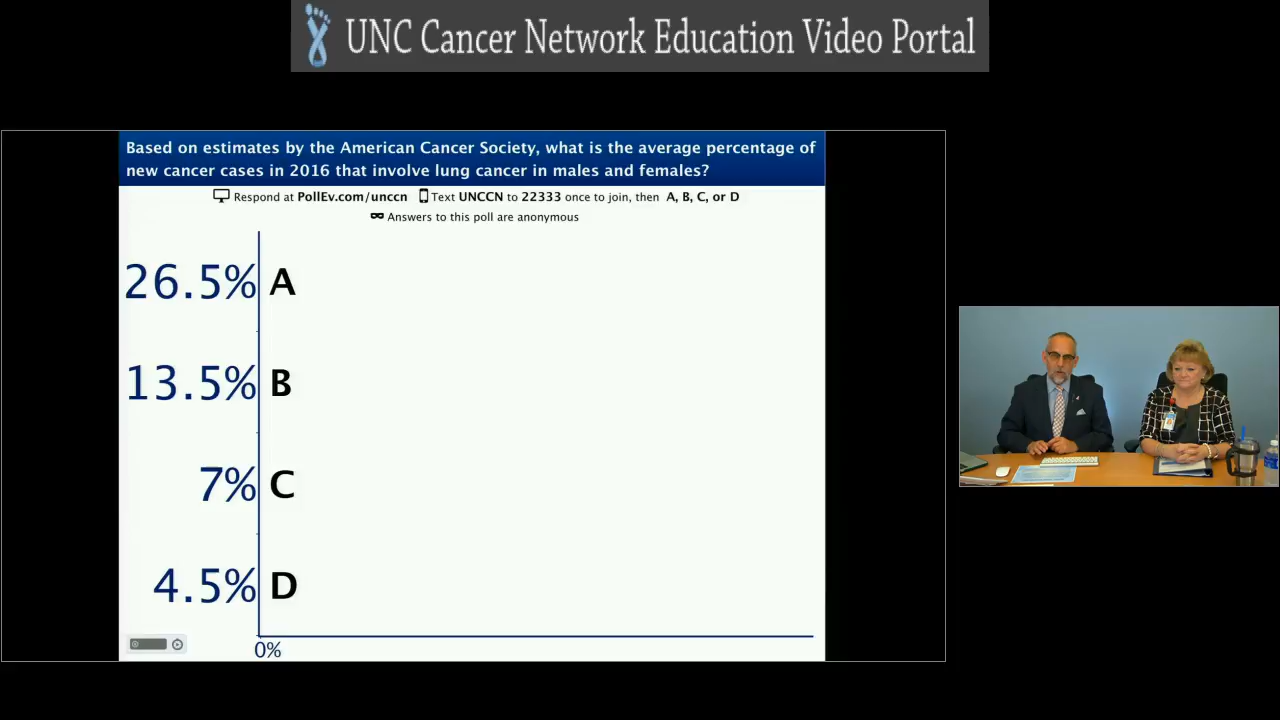 UNC Cancer Network Education Video Portal
Based on estimates by the American Cancer Society, what is the average percentage of
new cancer cases in 2016 that involve lung cancer in males and females?
Respond at PollEv.com/unccn Text UNCCN to 22333 once to join, then A, B, C, or D
Answers to this poll are anonymous
26.5% A
13.5% B
7% C
4.5% D
0%